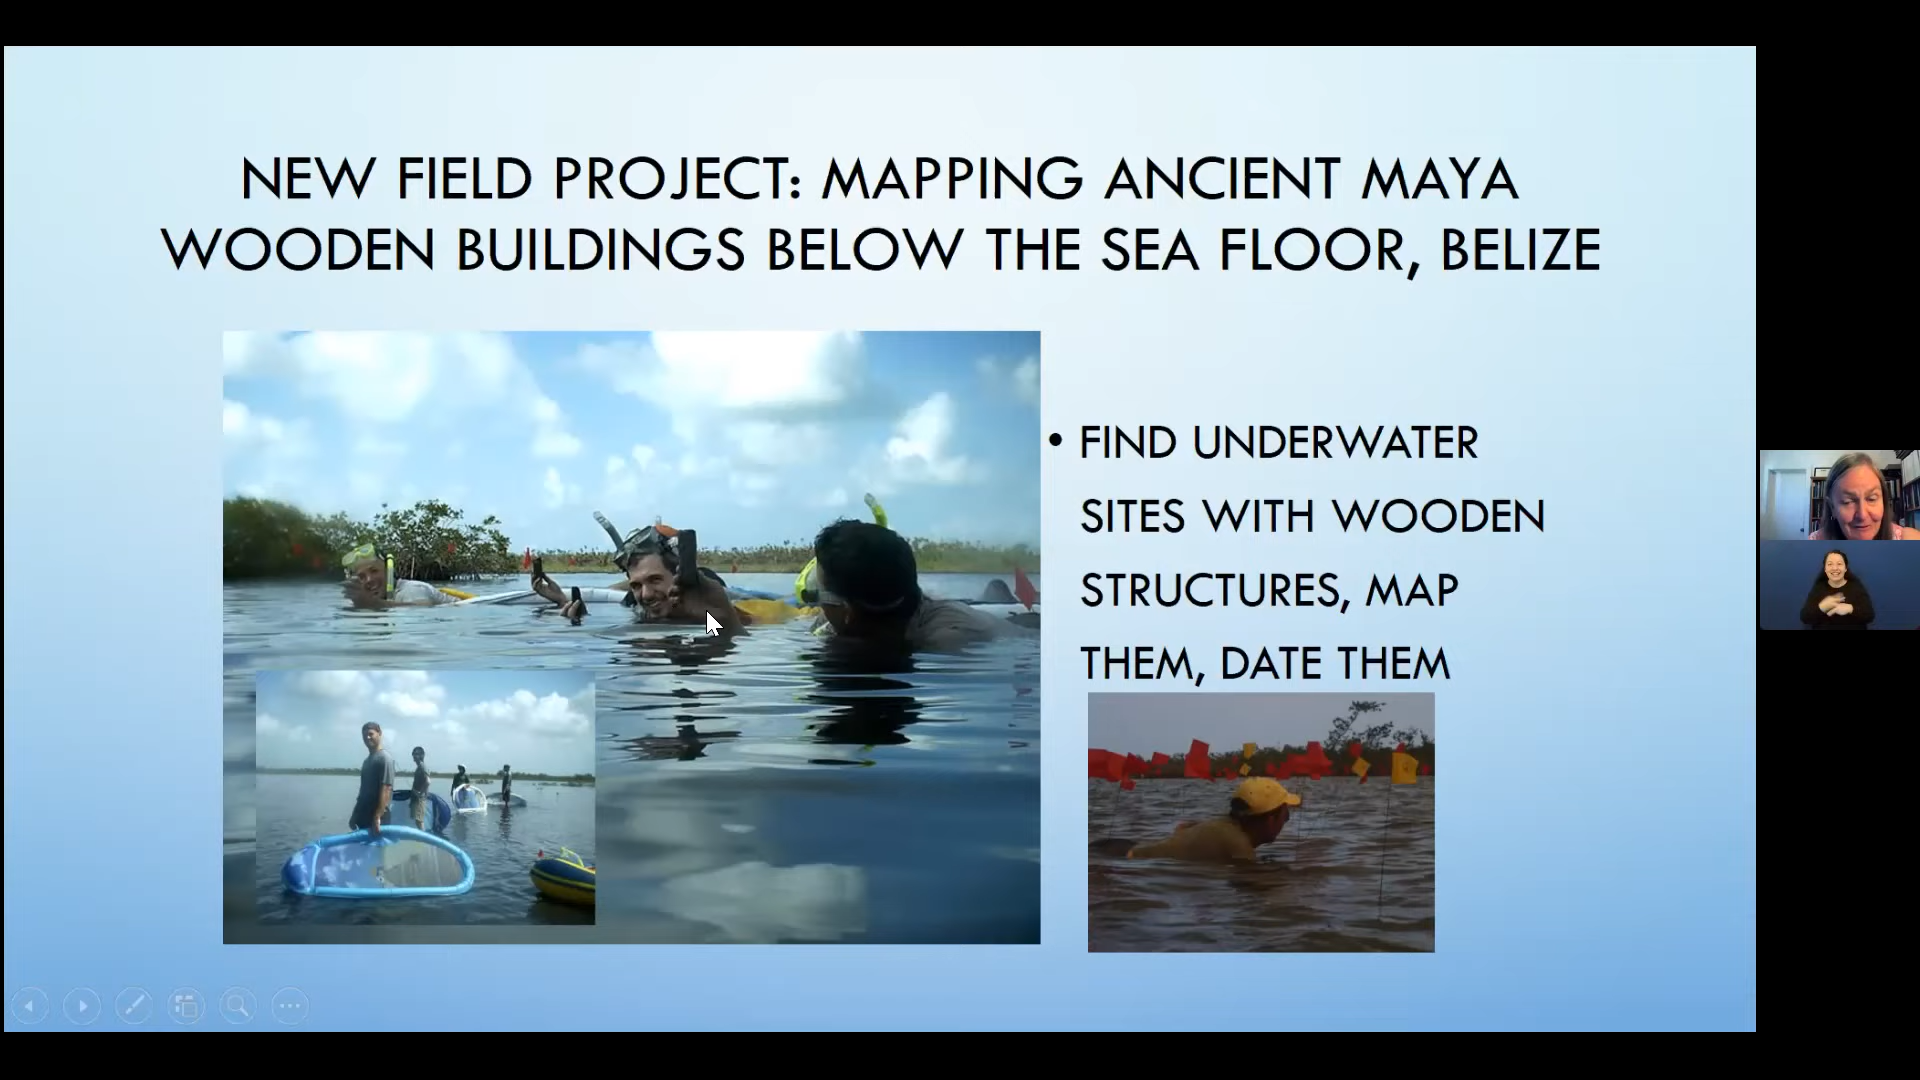 NEW FIELD PROJECT: MAPPING ANCIENT MAYA
WOODEN BUILDINGS BELOW THE SEA FLOOR, BELIZE
• FIND UNDERWATER
SITES WITH WOODEN
STRUCTURES, MAP
THEM, DATE THEM